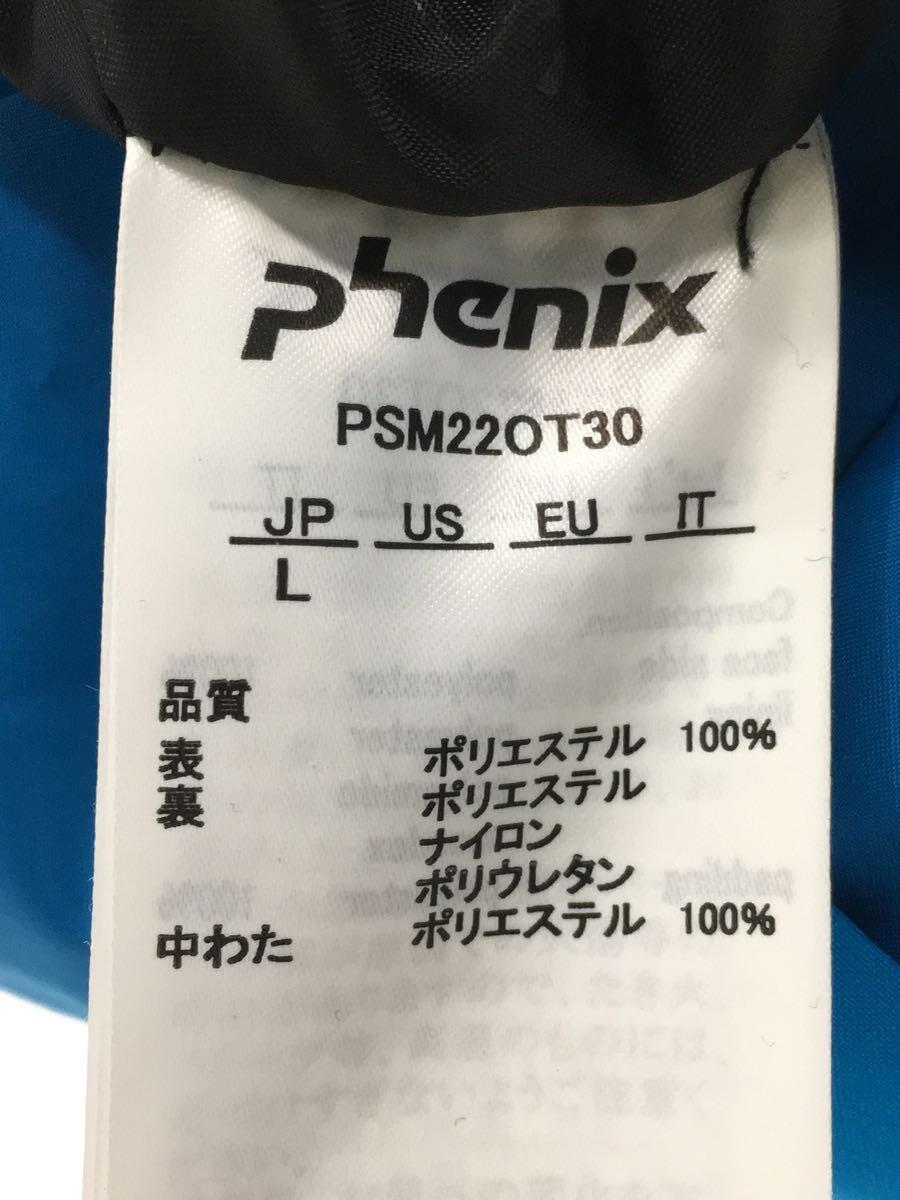 Phenix
PSM22OT30
JP US EU IT
L
品質
表 ポリエステル 100%
裏 ポリエステル
ナイロン
ポリウレタン
中わた ポリエステル 100%